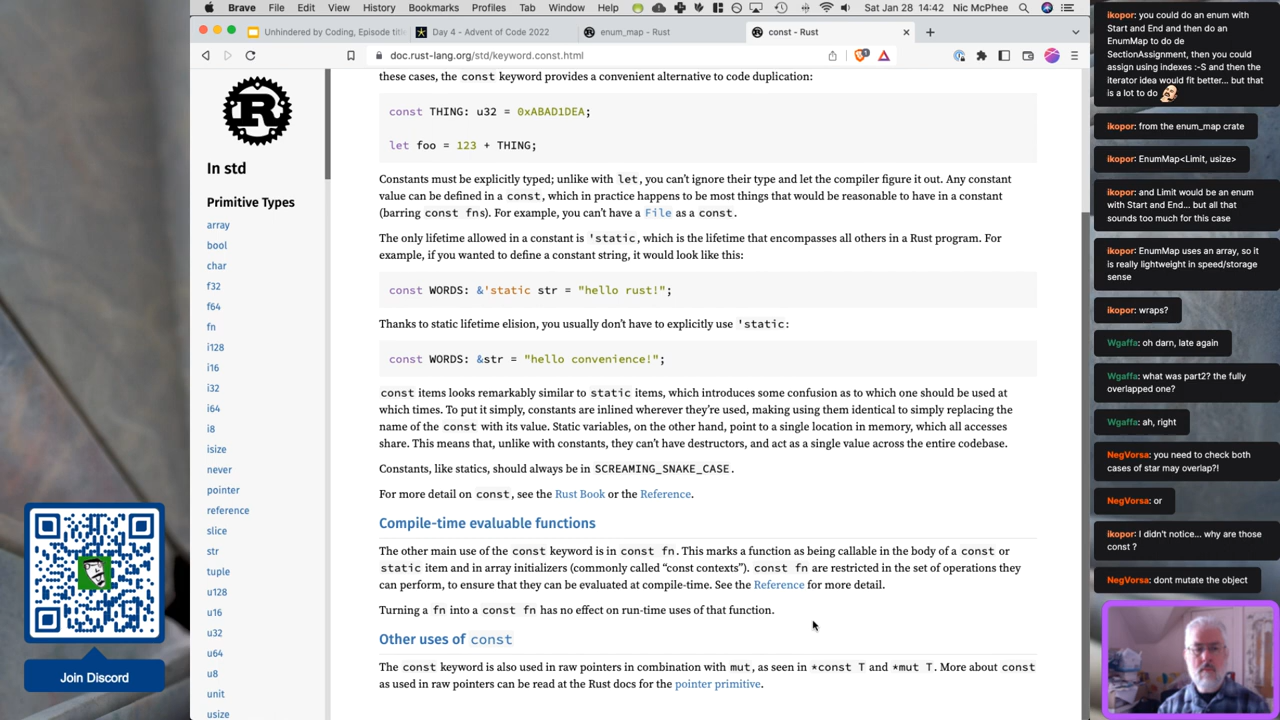 Brave File Edit View History Bookmarks Profiles Tab Window Help Sat Jan 28 14:42 Nic McPhee
Unhindered by Coding, Episode title
Day 4 - Advent of Code 2022
enum_map - Rust
const - Rust
doc.rust-lang.org/std/keyword.const.html
In std
Primitive Types
array
bool
char
f32
f64
fn
i128
i16
i32
i64
i8
isize
never
pointer
reference
slice
str
tuple
u128
u16
u32
u64
u8
unit
usize
these cases, the const keyword provides a convenient alternative to code duplication:
const THING: u32 = 0xABAD1DEA;
let foo = 123 + THING;
Constants must be explicitly typed; unlike with let, you can't ignore their type and let the compiler figure it out. Any constant
value can be defined in a const, which in practice happens to be most things that would be reasonable to have in a constant
(barring const fns). For example, you can't have a File as a const.
The only lifetime allowed in a constant is 'static, which is the lifetime that encompasses all others in a Rust program. For
example, if you wanted to define a constant string, it would look like this:
const WORDS: &'static str = "hello rust!";
Thanks to static lifetime elision, you usually don't have to explicitly use 'static:
const WORDS: &str = "hello convenience!";
const items looks remarkably similar to static items, which introduces some confusion as to which one should be used at
which times. To put it simply, constants are inlined wherever they're used, making using them identical to simply replacing the
name of the const with its value. Static variables, on the other hand, point to a single location in memory, which all accesses
share. This means that, unlike with constants, they can't have destructors, and act as a single value across the entire codebase.
Constants, like statics, should always be in SCREAMING_SNAKE_CASE.
For more detail on const, see the Rust Book or the Reference.
Compile-time evaluable functions
The other main use of the const keyword is in const fn. This marks a function as being callable in the body of a const or
static item and in array initializers (commonly called “const contexts”). const fn are restricted in the set of operations they
can perform, to ensure that they can be evaluated at compile-time. See the Reference for more detail.
Turning a fn into a const fn has no effect on run-time uses of that function.
Other uses of const
The const keyword is also used in raw pointers in combination with mut, as seen in *const T and *mut T. More about const
as used in raw pointers can be read at the Rust docs for the pointer primitive.
ikopor: you could do an enum with
Start and End and then do an
EnumMap to do de
SectionAssignment, then you could
assign using indexes :-S and then the
iterator idea would fit better... but that
is a lot to do
ikopor: from the enum_map crate
ikopor: EnumMap<Limit, usize>
ikopor: and Limit would be an enum
with Start and End... but all that
sounds too much for this case
ikopor: EnumMap uses an array, so it
is really lightweight in speed/storage
sense
ikopor: wraps?
Wgaffa: oh darn, late again
Wgaffa: what was part2? the fully
overlapped one?
Wgaffa: ah, right
NegVorsa: you need to check both
cases of star may overlap?!
NegVorsa: or
ikopor: I didn't notice... why are those
const ?
NegVorsa: dont mutate the object
Join Discord